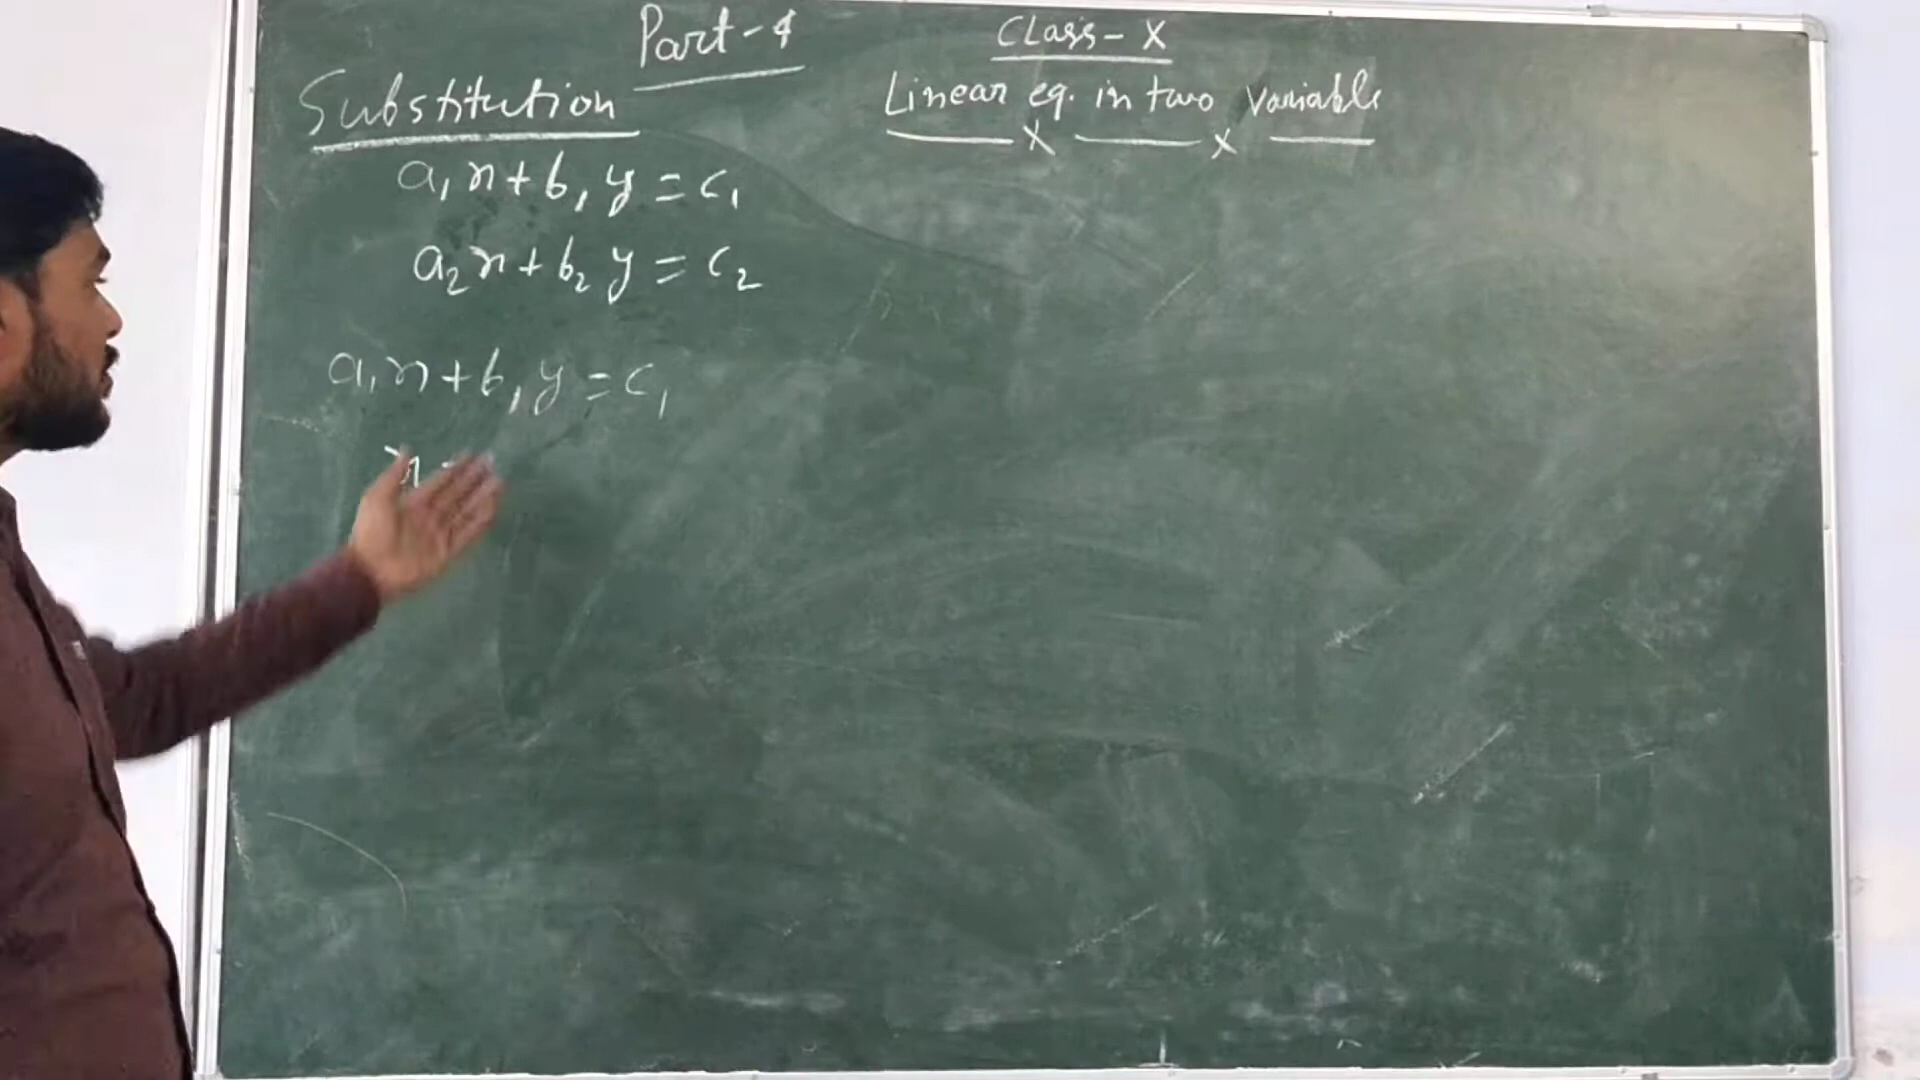 Part-4
Class-X
Substitution
Linear eq. in two variable
x x
a₁x+b₁y=c₁
a₂x+b₂y=c₂
a₁x+b₁y=c₁
x